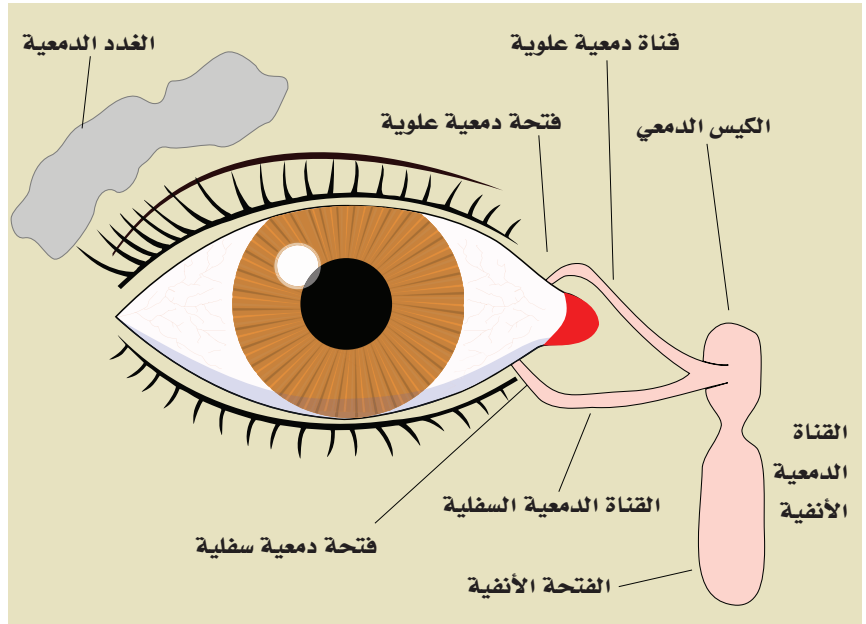 قناة دمعية علوية
الغدد الدمعية
الكيس الدمعي
فتحة دمعية علوية
القناة
الدمعية
الأنفية
القناة الدمعية السفلية
فتحة دمعية سفلية
الفتحة الأنفية